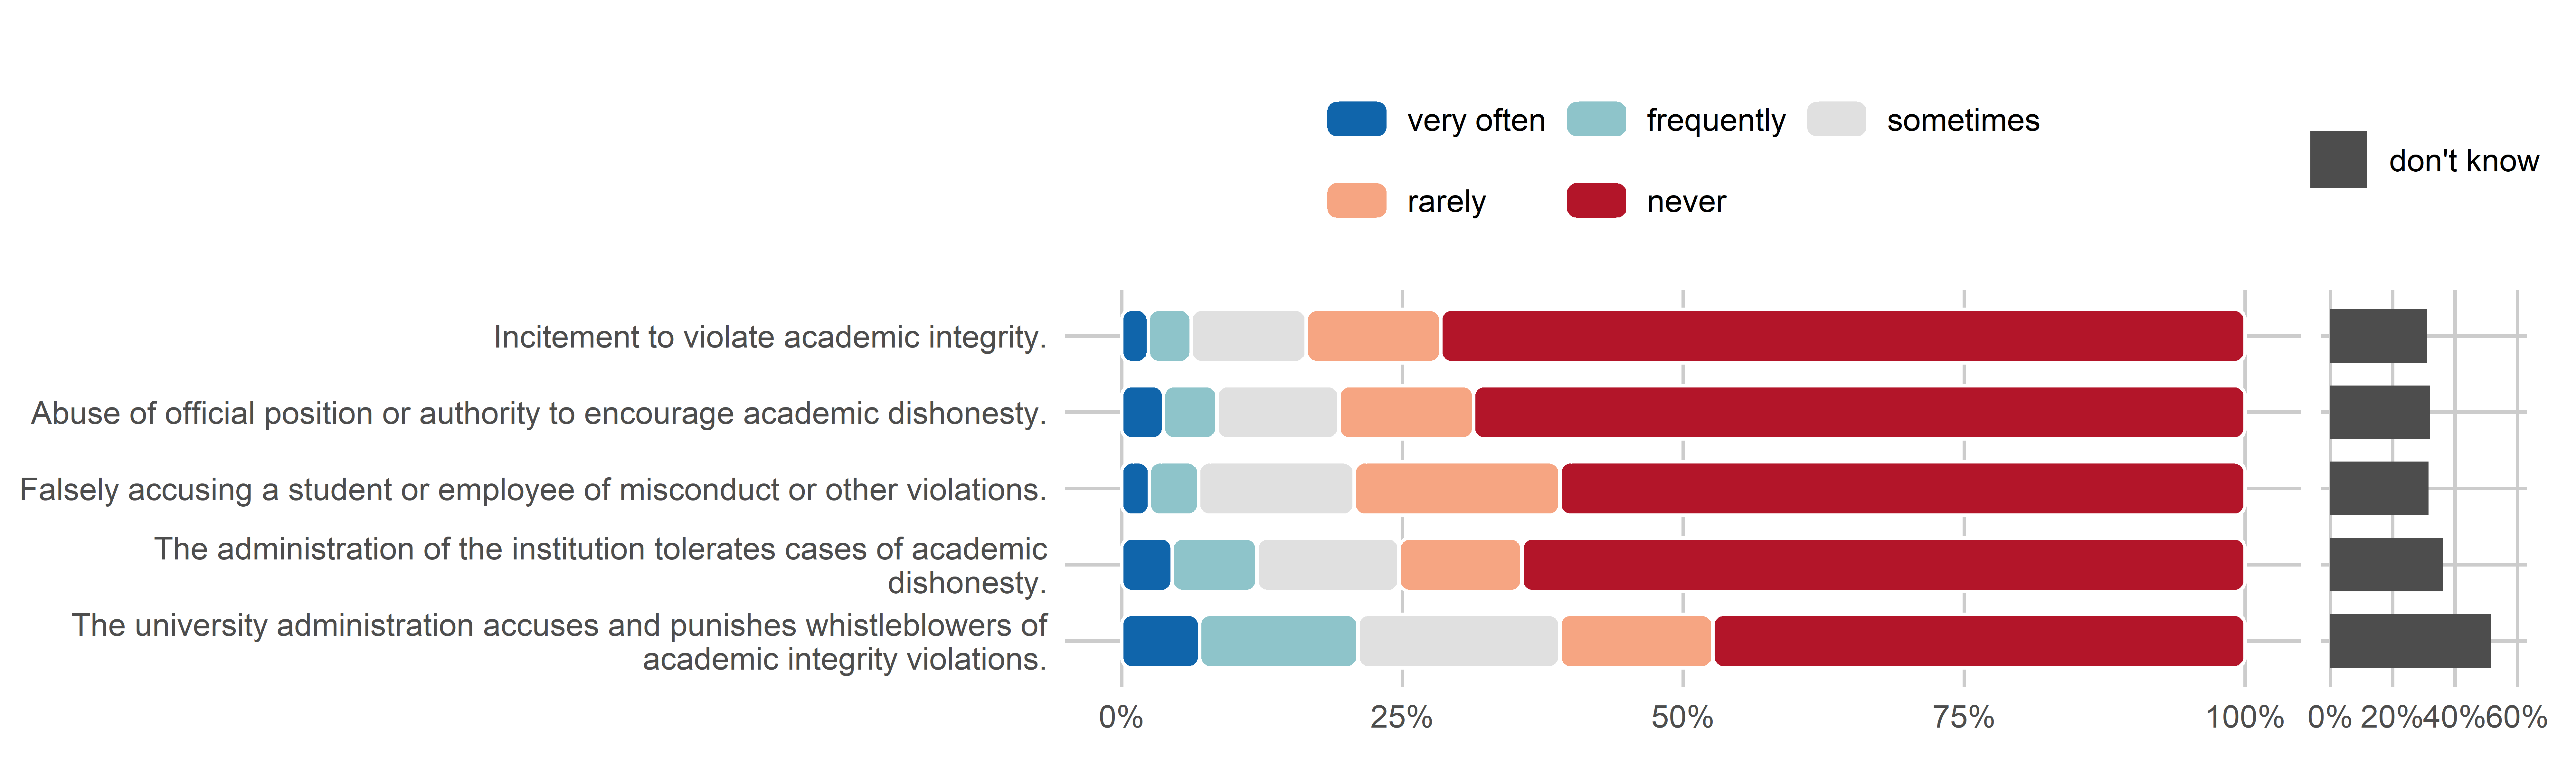 very often frequently sometimes
rarely never
don't know
Incitement to violate academic integrity.
Abuse of official position or authority to encourage academic dishonesty.
Falsely accusing a student or employee of misconduct or other violations.
The administration of the institution tolerates cases of academic
dishonesty.
The university administration accuses and punishes whistleblowers of
academic integrity violations.
0% 25% 50% 75% 100% 0% 20% 40% 60%